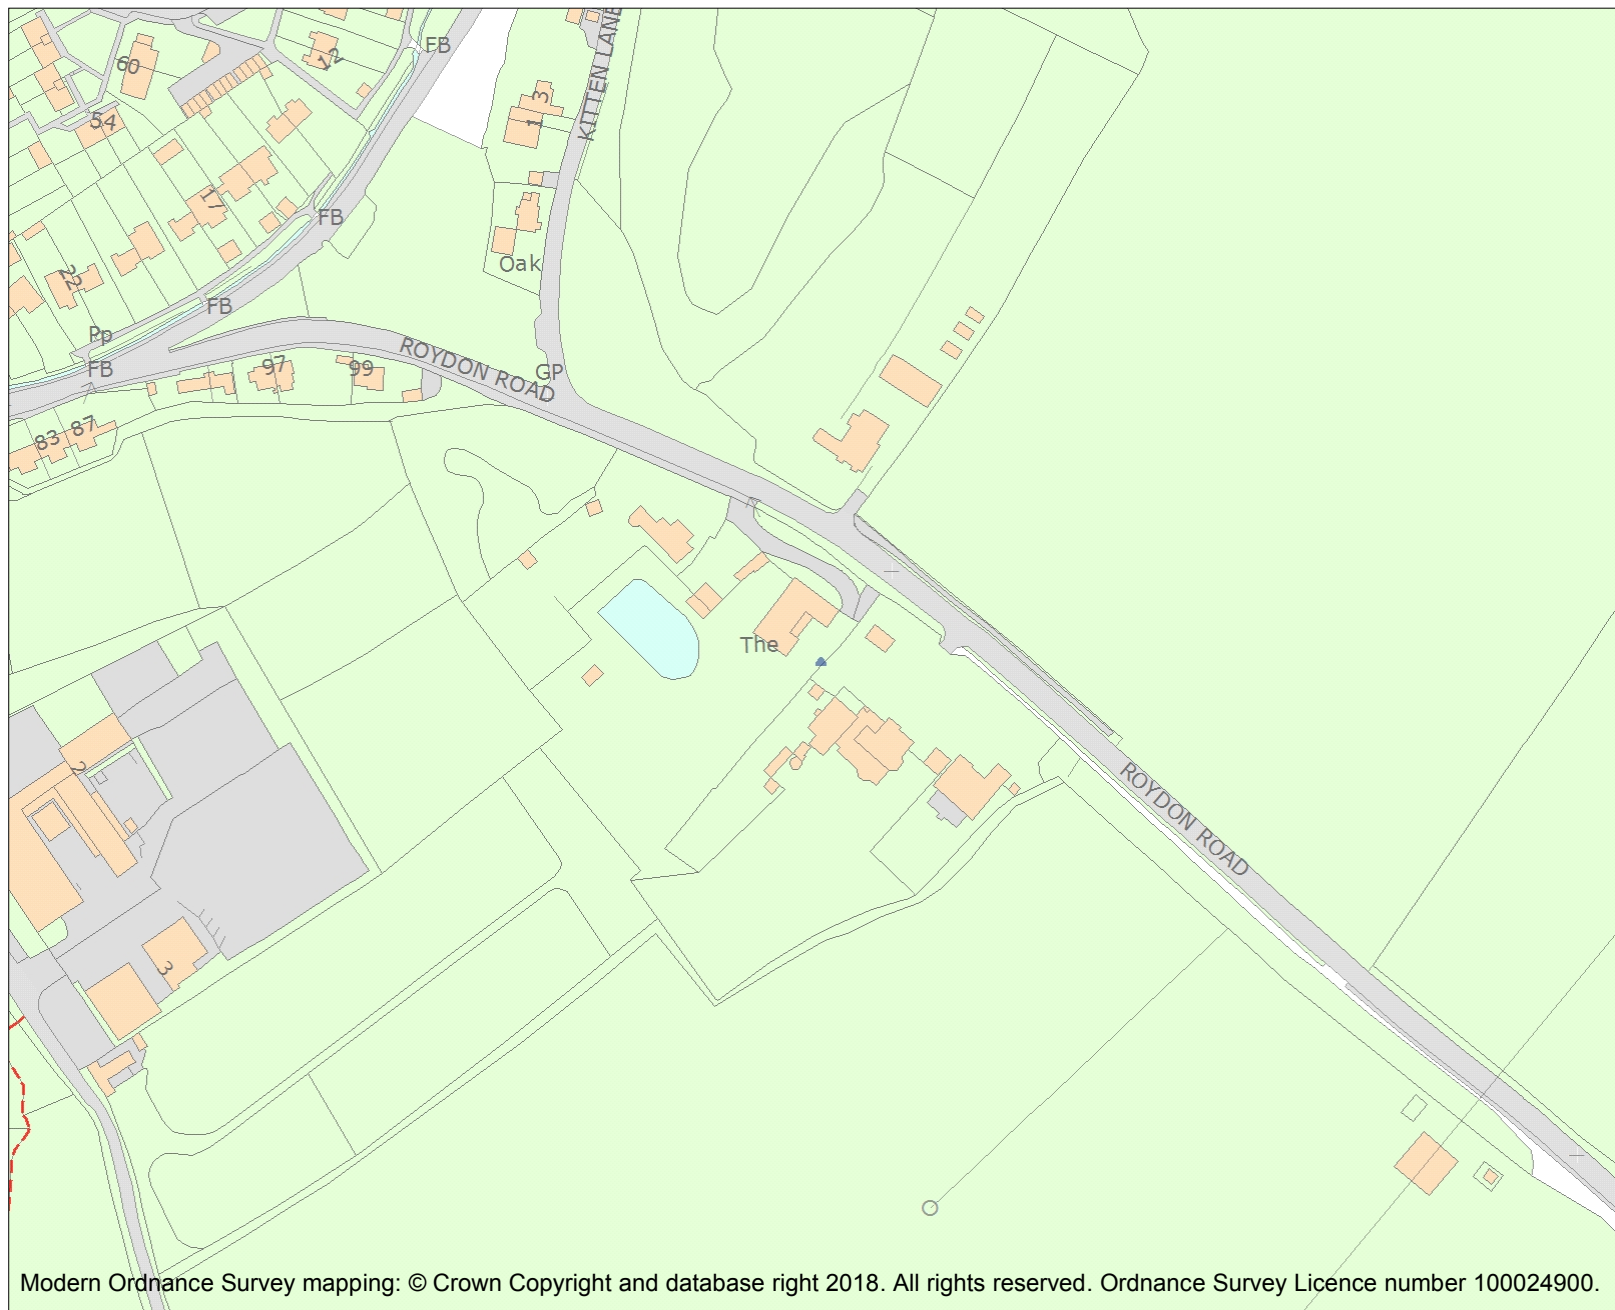 FB
60
12
KITTEN LANE
3
1
54
17
FB
22
Oak
FB
Pp
FB
97
99
ROYDON ROAD
GP
83
87
The
2
ROYDON ROAD
3
Modern Ordnance Survey mapping: © Crown Copyright and database right 2018. All rights reserved. Ordnance Survey Licence number 100024900.